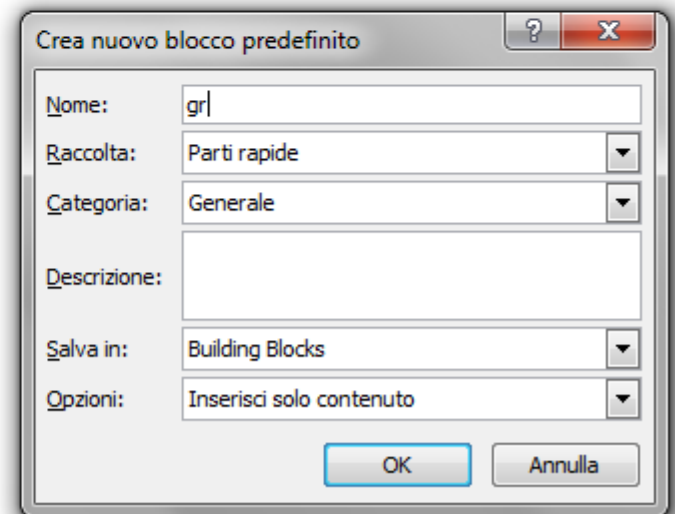 Crea nuovo blocco predefinito
?
X
Nome: gr
Raccolta: Parti rapide
Categoria: Generale
Descrizione:
Salva in: Building Blocks
Opzioni: Inserisci solo contenuto
OK Annulla